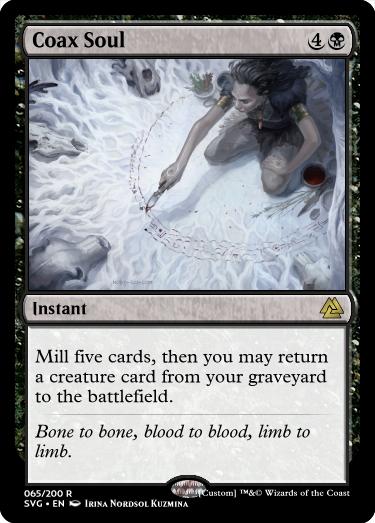 Coax Soul 4
Instant
Mill five cards, then you may return
a creature card from your graveyard
to the battlefield.
Bone to bone, blood to blood, limb to
limb.
065/200 R
SVG • EN Irina Nordsol Kuzmina
[Custom] ™&© Wizards of the Coast